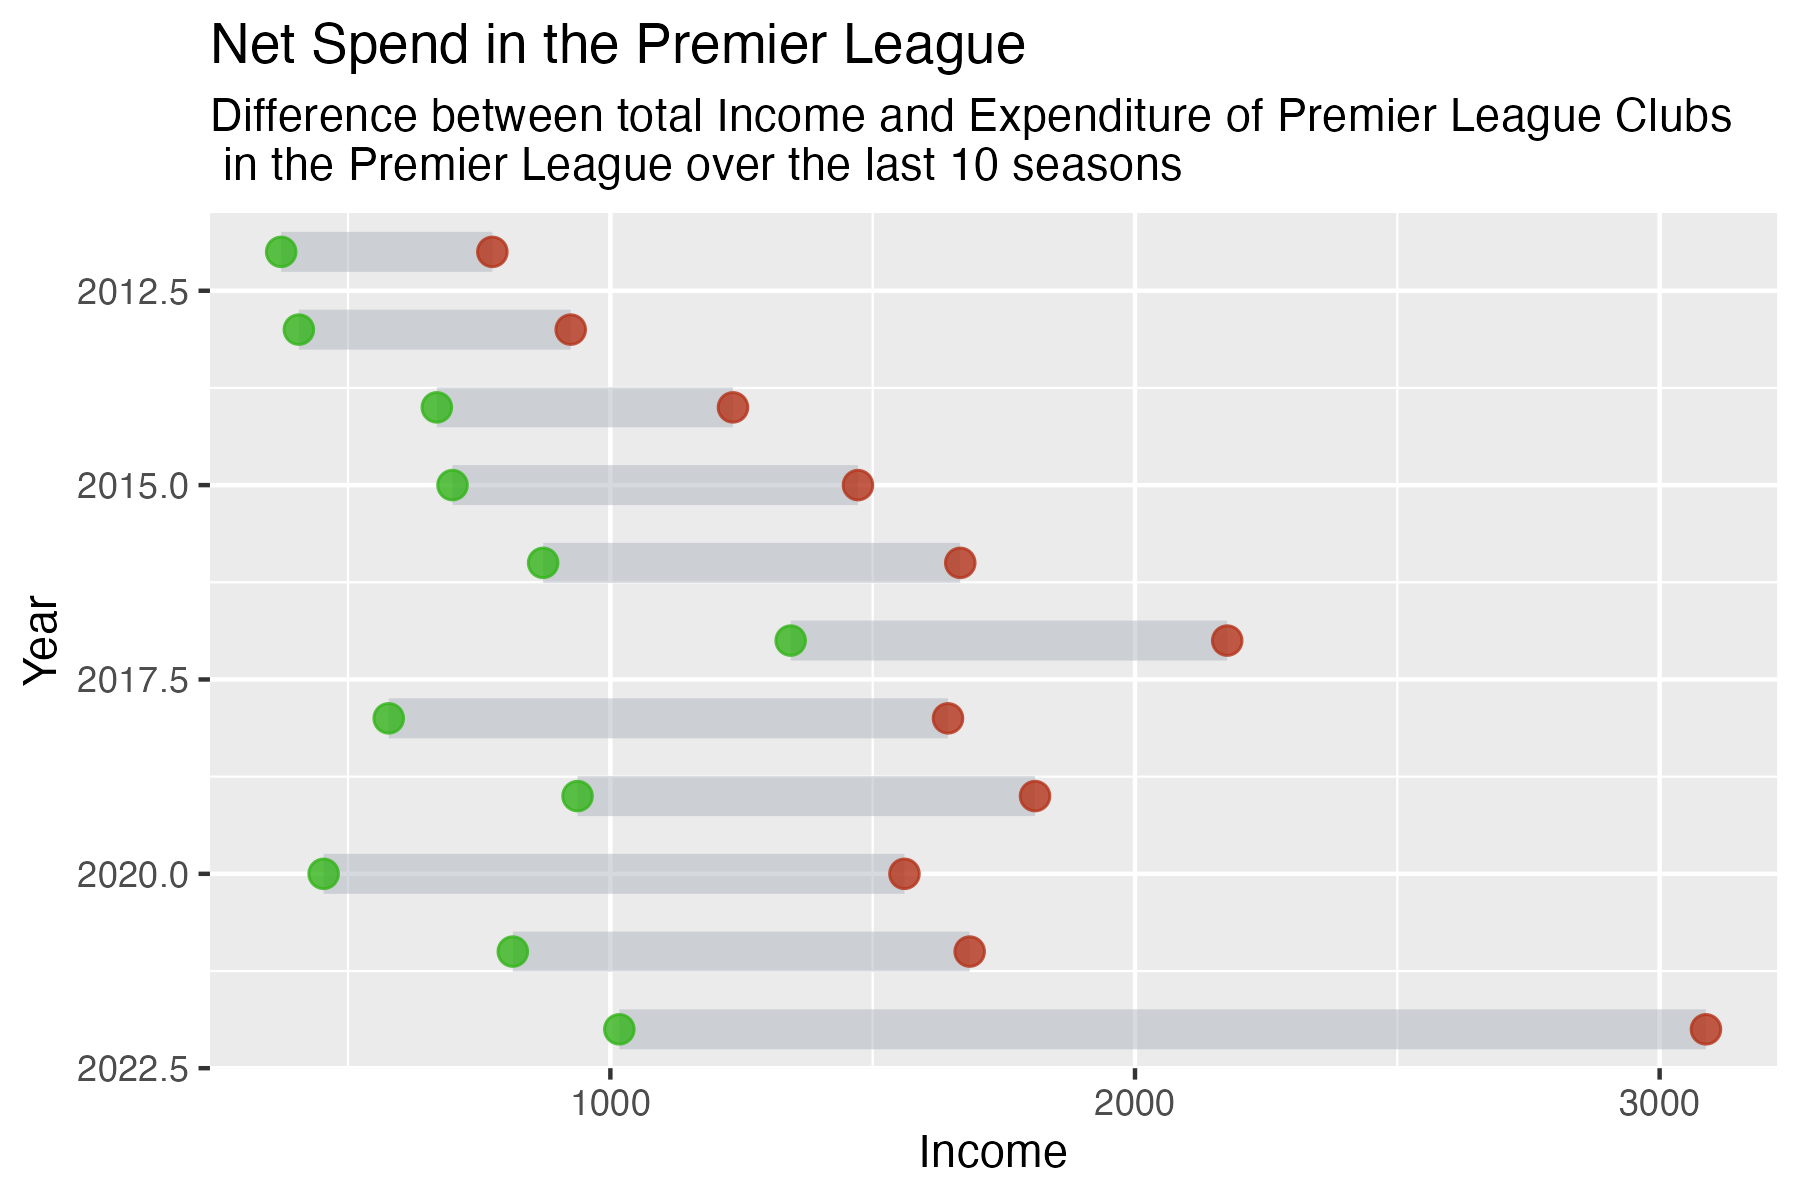 Net Spend in the Premier League
Difference between total Income and Expenditure of Premier League Clubs
in the Premier League over the last 10 seasons
Year
2012.5
2015.0
2017.5
2020.0
2022.5
1000 2000 3000
Income